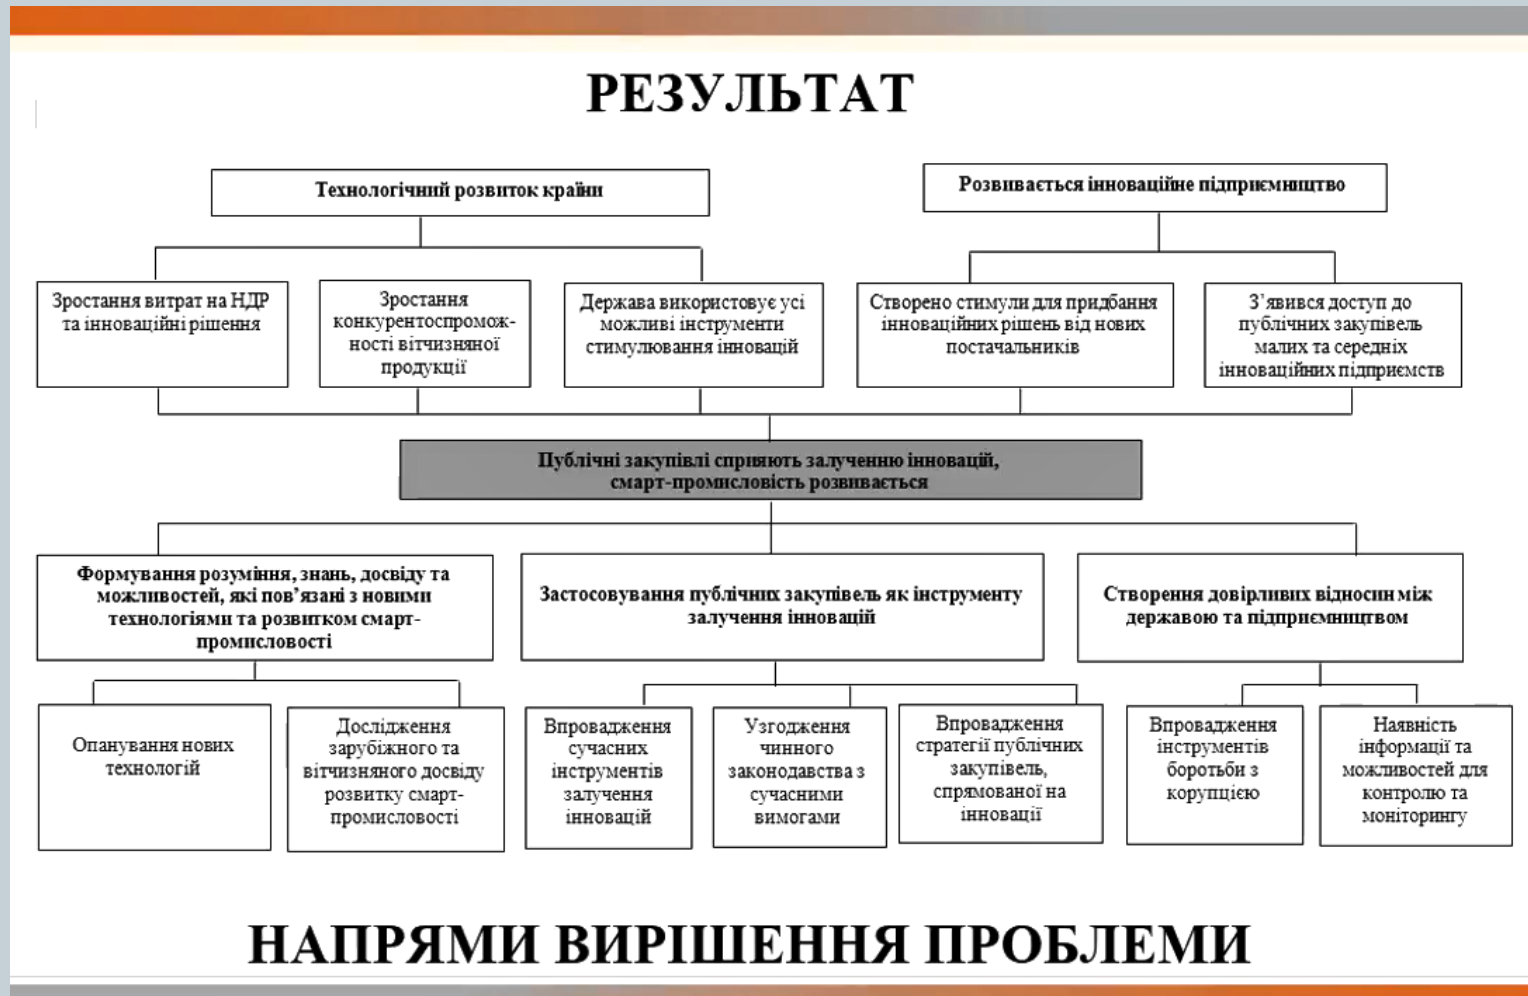 РЕЗУЛЬТАТ
Технологічний розвиток країни
Розвивається інноваційне підприємництво
Зростання витрат на НДР
та інноваційні рішення
Зростання
конкурентоспромож-
ності вітчизняної
продукції
Держава використовує усі
можливі інструменти
стимулювання інновацій
Створено стимули для придбання
інноваційних рішень від нових
постачальників
З’явився доступ до
публічних закупівель
малих та середніх
інноваційних підприємств
Публічні закупівлі сприяють залученню інновацій,
смарт-промисловість розвивається
Формування розуміння, знань, досвіду та
можливостей, які пов’язані з новими
технологіями та розвитком смарт-
промисловості
Застосовування публічних закупівель як інструменту
залучення інновацій
Створення довірливих відносин між
державою та підприємництвом
Опанування нових
технологій
Дослідження
зарубіжного та
вітчизняного досвіду
розвитку смарт-
промисловості
Впровадження
сучасних
інструментів
залучення
інновацій
Узгодження
чинного
законодавства з
сучасними
вимогами
Впровадження
стратегії публічних
закупівель,
спрямованої на
інновації
Впровадження
інструментів
боротьби з
корупцією
Наявність
інформації та
можливостей для
контролю та
моніторингу
НАПРЯМИ ВИРІШЕННЯ ПРОБЛЕМИ